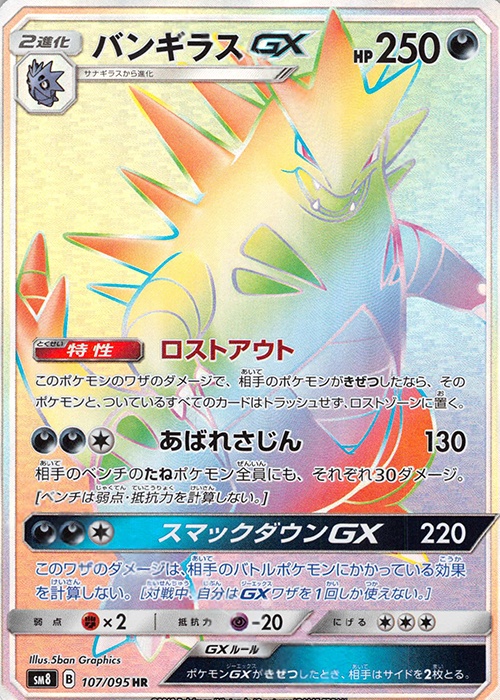 2進化 バンギラスGX HP250
サナギラスから進化
特性 ロストアウト
このポケモンのワザのダメージで、相手のポケモンがきぜつしたなら、その
ポケモンと、ついているすべてのカードはトラッシュせず、ロストゾーンに置く。
あばれさじん 130
相手のベンチのたねポケモン全員にも、それぞれ30ダメージ。
[ベンチは弱点・抵抗力を計算しない。]
スマックダウンGX 220
このワザのダメージは、相手のバトルポケモンにかかっている効果
を計算しない。[対戦中、自分はGXワザを1回しか使えない。]
弱点 ×2 抵抗力 -20 にげる
GXルール
Illus.5ban Graphics
SM8 B 107/095 HR
ポケモンGXがきぜつしたとき、相手はサイドを2枚とる。